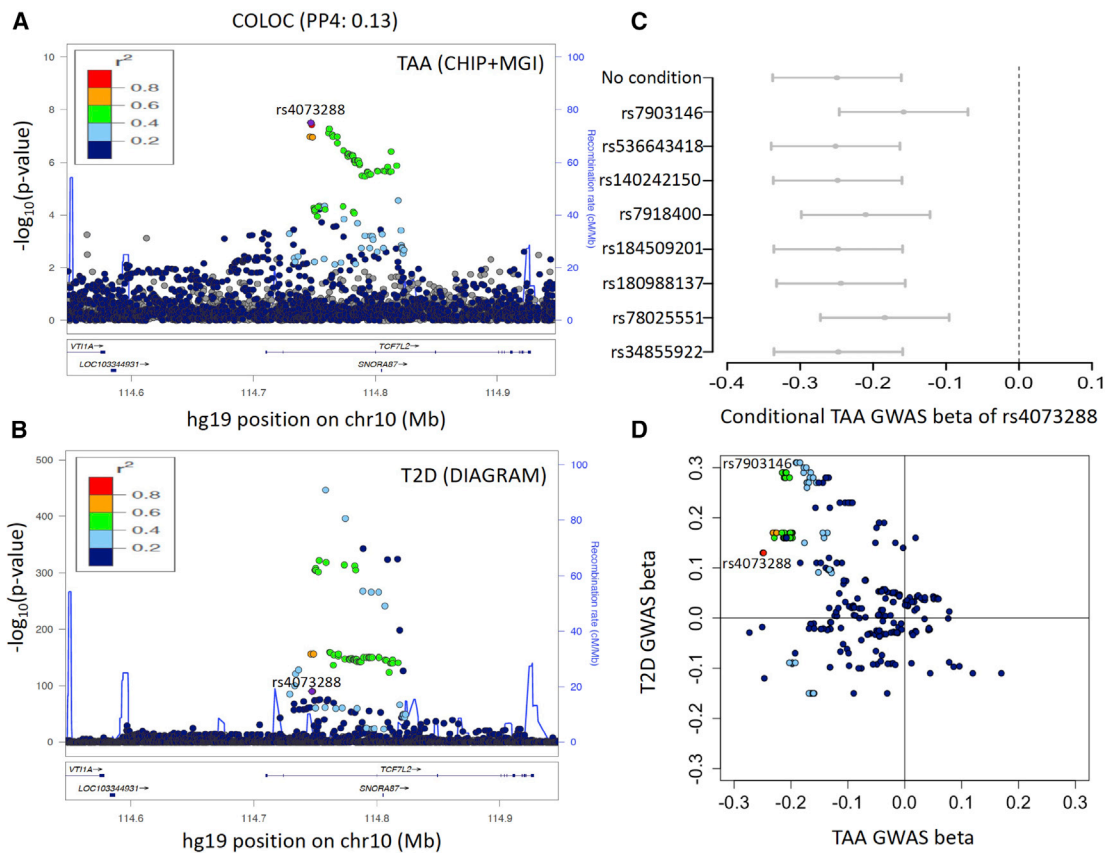 A
COLOC (PP4: 0.13)
r²
0.8
0.6
0.4
0.2
TAA (CHIP+MGI)
rs4073288
10
8
6
4
2
0
-log₁₀(p-value)
100
80
60
40
20
0
Recombination rate (cM/Mb)
VTI1A→
TCF7L2→
LOC103344931→
SNORA87→
114.6
114.7
114.8
114.9
hg19 position on chr10 (Mb)
B
r²
0.8
0.6
0.4
0.2
T2D (DIAGRAM)
rs4073288
500
400
300
200
100
0
-log₁₀(p-value)
100
80
60
40
20
0
Recombination rate (cM/Mb)
VTI1A→
TCF7L2→
LOC103344931→
SNORA87→
114.6
114.7
114.8
114.9
hg19 position on chr10 (Mb)
C
No condition
rs7903146
rs536643418
rs140242150
rs7918400
rs184509201
rs180988137
rs78025551
rs34855922
-0.4
-0.3
-0.2
-0.1
0.0
0.1
Conditional TAA GWAS beta of rs4073288
D
rs7903146
rs4073288
0.3
0.2
0.1
0.0
-0.1
-0.2
-0.3
T2D GWAS beta
-0.3
-0.2
-0.1
0.0
0.1
0.2
0.3
TAA GWAS beta